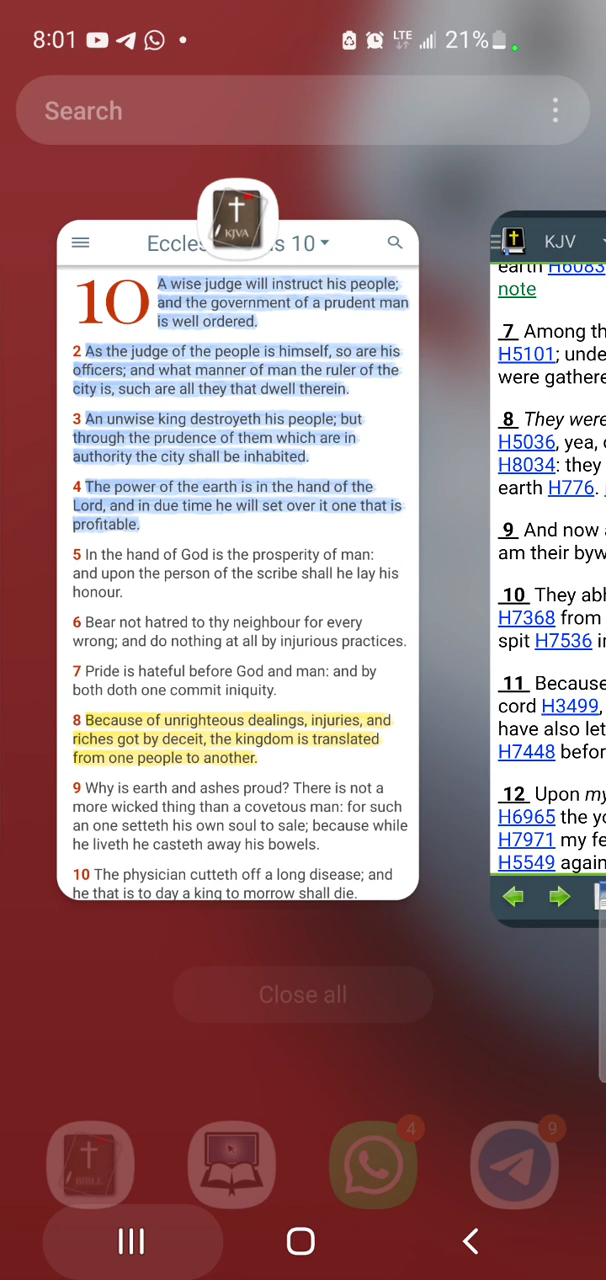 8:01
LTE
21%
Search
KJVA
Eccles s 10
10
A wise judge will instruct his people;
and the government of a prudent man
is well ordered.
2 As the judge of the people is himself, so are his
officers; and what manner of man the ruler of the
city is, such are all they that dwell therein.
3 An unwise king destroyeth his people; but
through the prudence of them which are in
authority the city shall be inhabited.
4 The power of the earth is in the hand of the
Lord, and in due time he will set over it one that is
profitable.
5 In the hand of God is the prosperity of man:
and upon the person of the scribe shall he lay his
honour.
6 Bear not hatred to thy neighbour for every
wrong; and do nothing at all by injurious practices.
7 Pride is hateful before God and man: and by
both doth one commit iniquity.
8 Because of unrighteous dealings, injuries, and
riches got by deceit, the kingdom is translated
from one people to another.
9 Why is earth and ashes proud? There is not a
more wicked thing than a covetous man: for such
an one setteth his own soul to sale; because while
he liveth he casteth away his bowels.
10 The physician cutteth off a long disease; and
he that is to day a king to morrow shall die.
KJV
earth H6083
note
7 Among th
H5101; unde
were gathere
8 They were
H5036, yea, c
H8034: they
earth H776.
9 And now a
am their byw
10 They abh
H7368 from
spit H7536 in
11 Because
cord H3499,
have also let
H7448 befor
12 Upon my
H6965 the yo
H7971 my fe
H5549 again
Close all
BIBLE
4
9